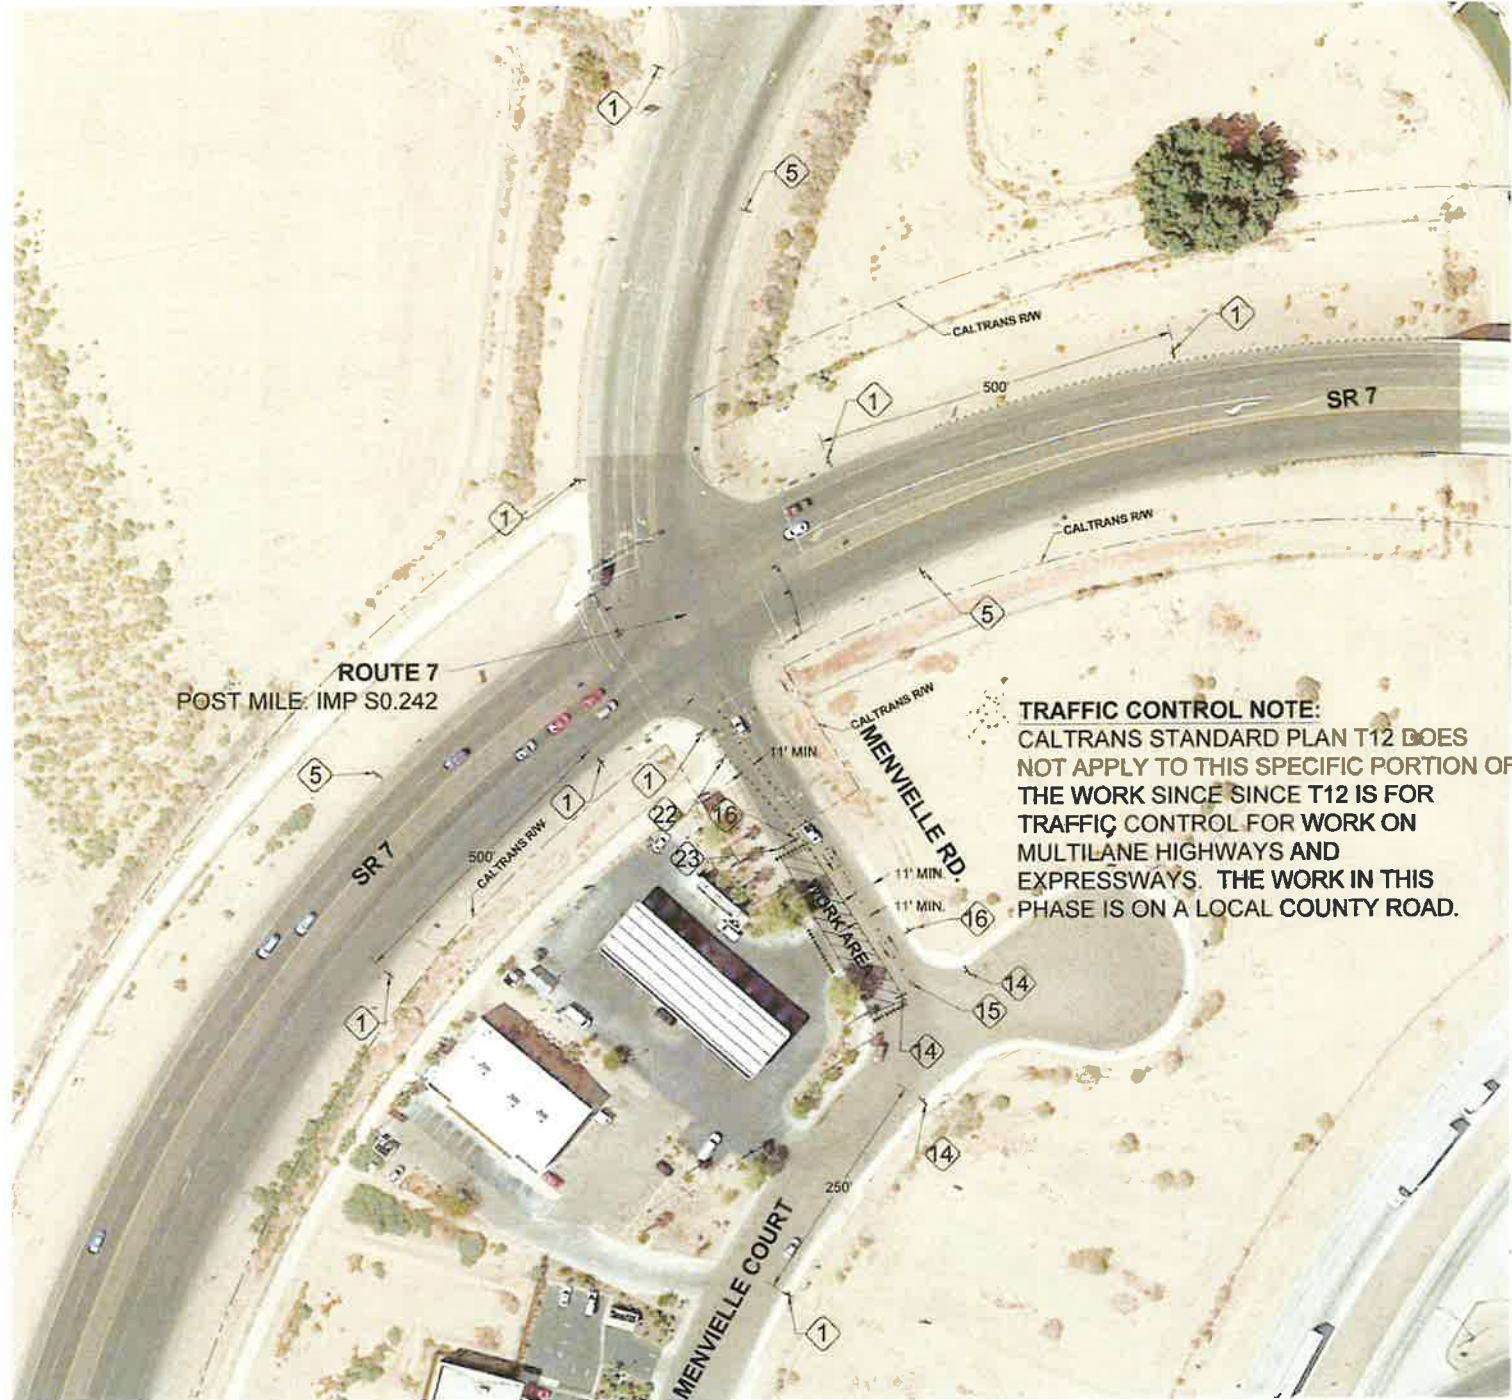 1
5
CALTRANS R/W
1
500'
1
SR 7
1
CALTRANS R/W
5
ROUTE 7
POST MILE: IMP S0.242
CALTRANS R/W
MENVIELLE RD.
11' MIN
TRAFFIC CONTROL NOTE:
CALTRANS STANDARD PLAN T12 DOES
NOT APPLY TO THIS SPECIFIC PORTION OF
THE WORK SINCE SINCE T12 IS FOR
TRAFFIC CONTROL FOR WORK ON
MULTILANE HIGHWAYS AND
EXPRESSWAYS. THE WORK IN THIS
PHASE IS ON A LOCAL COUNTY ROAD.
5
1
1
22
16
23
SR 7
500'
CALTRANS R/W
11' MIN.
11' MIN.
16
WORK AREA
14
15
14
1
14
250'
MENVIELLE COURT
1